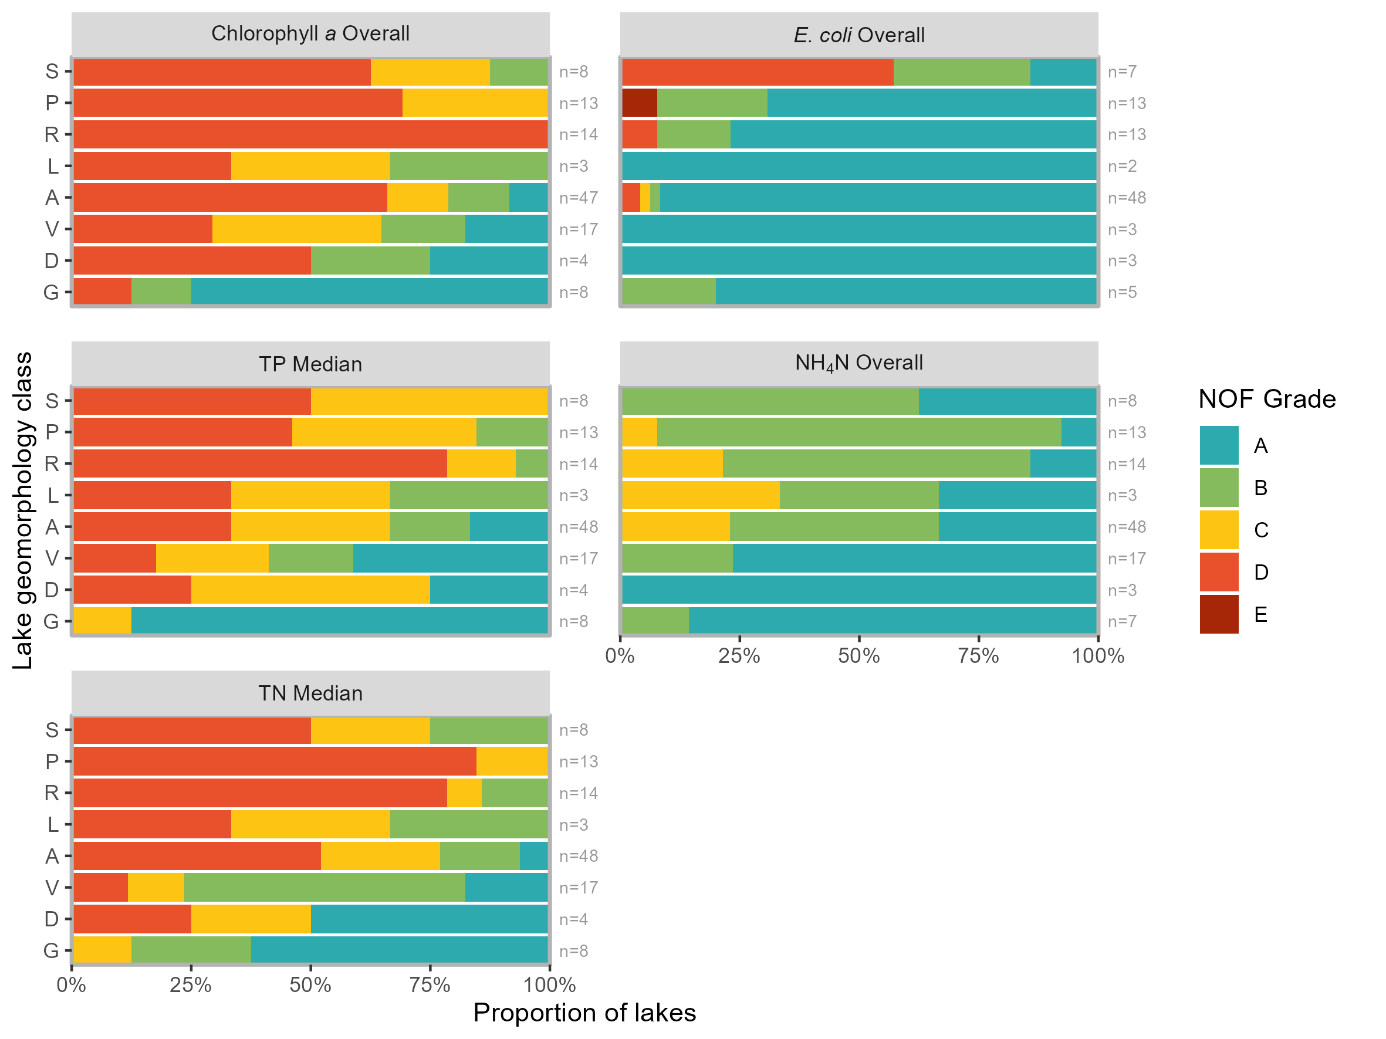 Chlorophyll a Overall
S n=8
P n=13
R n=14
L n=3
A n=47
V n=17
D n=4
G n=8
E. coli Overall
n=7
n=13
n=13
n=2
n=48
n=3
n=3
n=5
Lake geomorphology class
TP Median
S n=8
P n=13
R n=14
L n=3
A n=48
V n=17
D n=4
G n=8
NH₄N Overall
n=8
n=13
n=14
n=3
n=48
n=17
n=3
n=7
0% 25% 50% 75% 100%
TN Median
S n=8
P n=13
R n=14
L n=3
A n=48
V n=17
D n=4
G n=8
0% 25% 50% 75% 100%
Proportion of lakes
NOF Grade
A
B
C
D
E